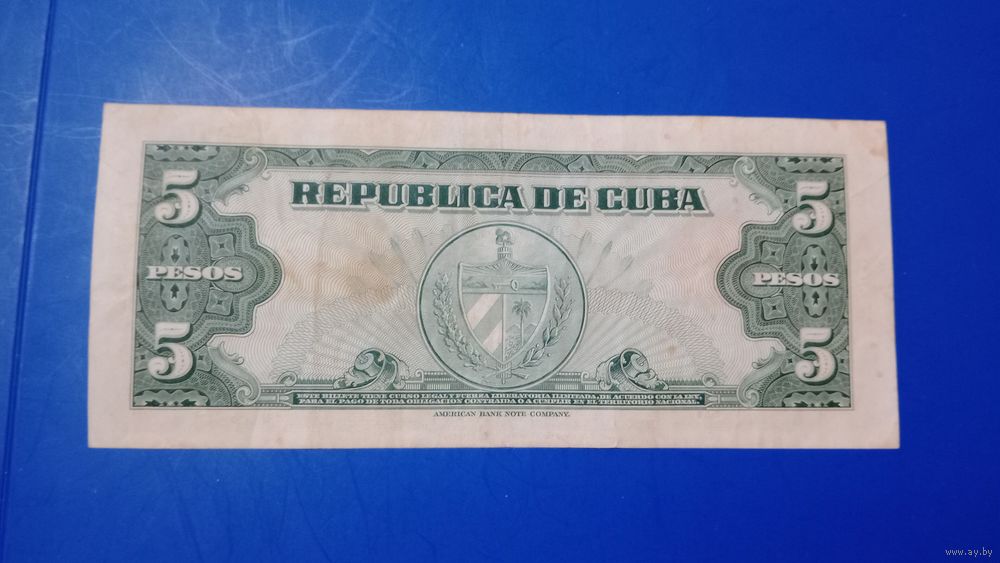 REPUBLICA DE CUBA
5 5
PESOS PESOS
5 5
ESTE BILLETE TIENE CURSO LEGAL Y FUERZA LIBERATORIA ILIMITADA, DE ACUERDO CON LA LEY,
PARA EL PAGO DE TODA OBLIGACION CONTRAIDA O A CUMPLIR EN EL TERRITORIO NACIONAL.
AMERICAN BANK NOTE COMPANY.
www.ay.by